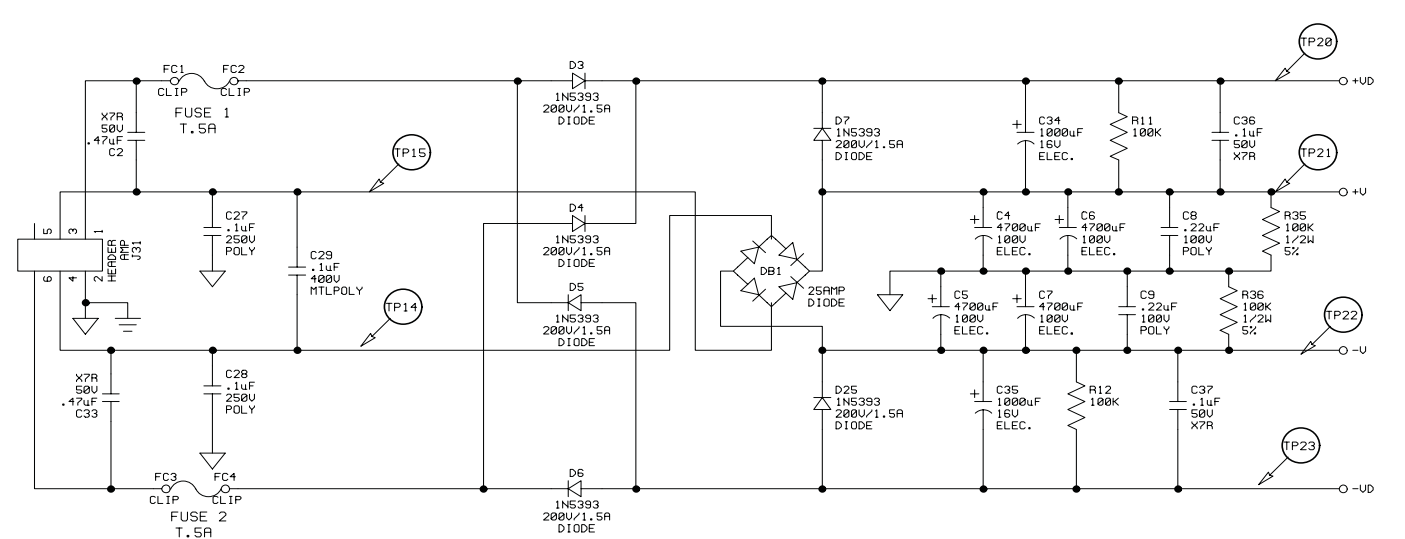 TP20
FC1
FC2
CLIP
CLIP
FUSE 1
T.5A
D3
1N5393
200V/1.5A
DIODE
+VD
X7R
50V
.47uF
C2
TP15
D7
1N5393
200V/1.5A
DIODE
+
C34
1000uF
16V
ELEC.
R11
100K
C36
.1uF
50V
X7R
TP21
+V
C27
.1uF
250V
POLY
D4
1N5393
200V/1.5A
DIODE
+
C4
4700uF
100V
ELEC.
+
C6
4700uF
100V
ELEC.
C8
.22uF
100V
POLY
R35
100K
1/2W
5%
5
3
1
6
4
2
HEADER
AMP
J31
C29
.1uF
400V
MTLPOLY
DB1
25AMP
DIODE
TP14
D5
1N5393
200V/1.5A
DIODE
+
C5
4700uF
100V
ELEC.
+
C7
4700uF
100V
ELEC.
C9
.22uF
100V
POLY
R36
100K
1/2W
5%
TP22
-V
X7R
50V
.47uF
C33
C28
.1uF
250V
POLY
D25
1N5393
200V/1.5A
DIODE
+
C35
1000uF
16V
ELEC.
R12
100K
C37
.1uF
50V
X7R
TP23
FC3
FC4
CLIP
CLIP
FUSE 2
T.5A
D6
1N5393
200V/1.5A
DIODE
-VD